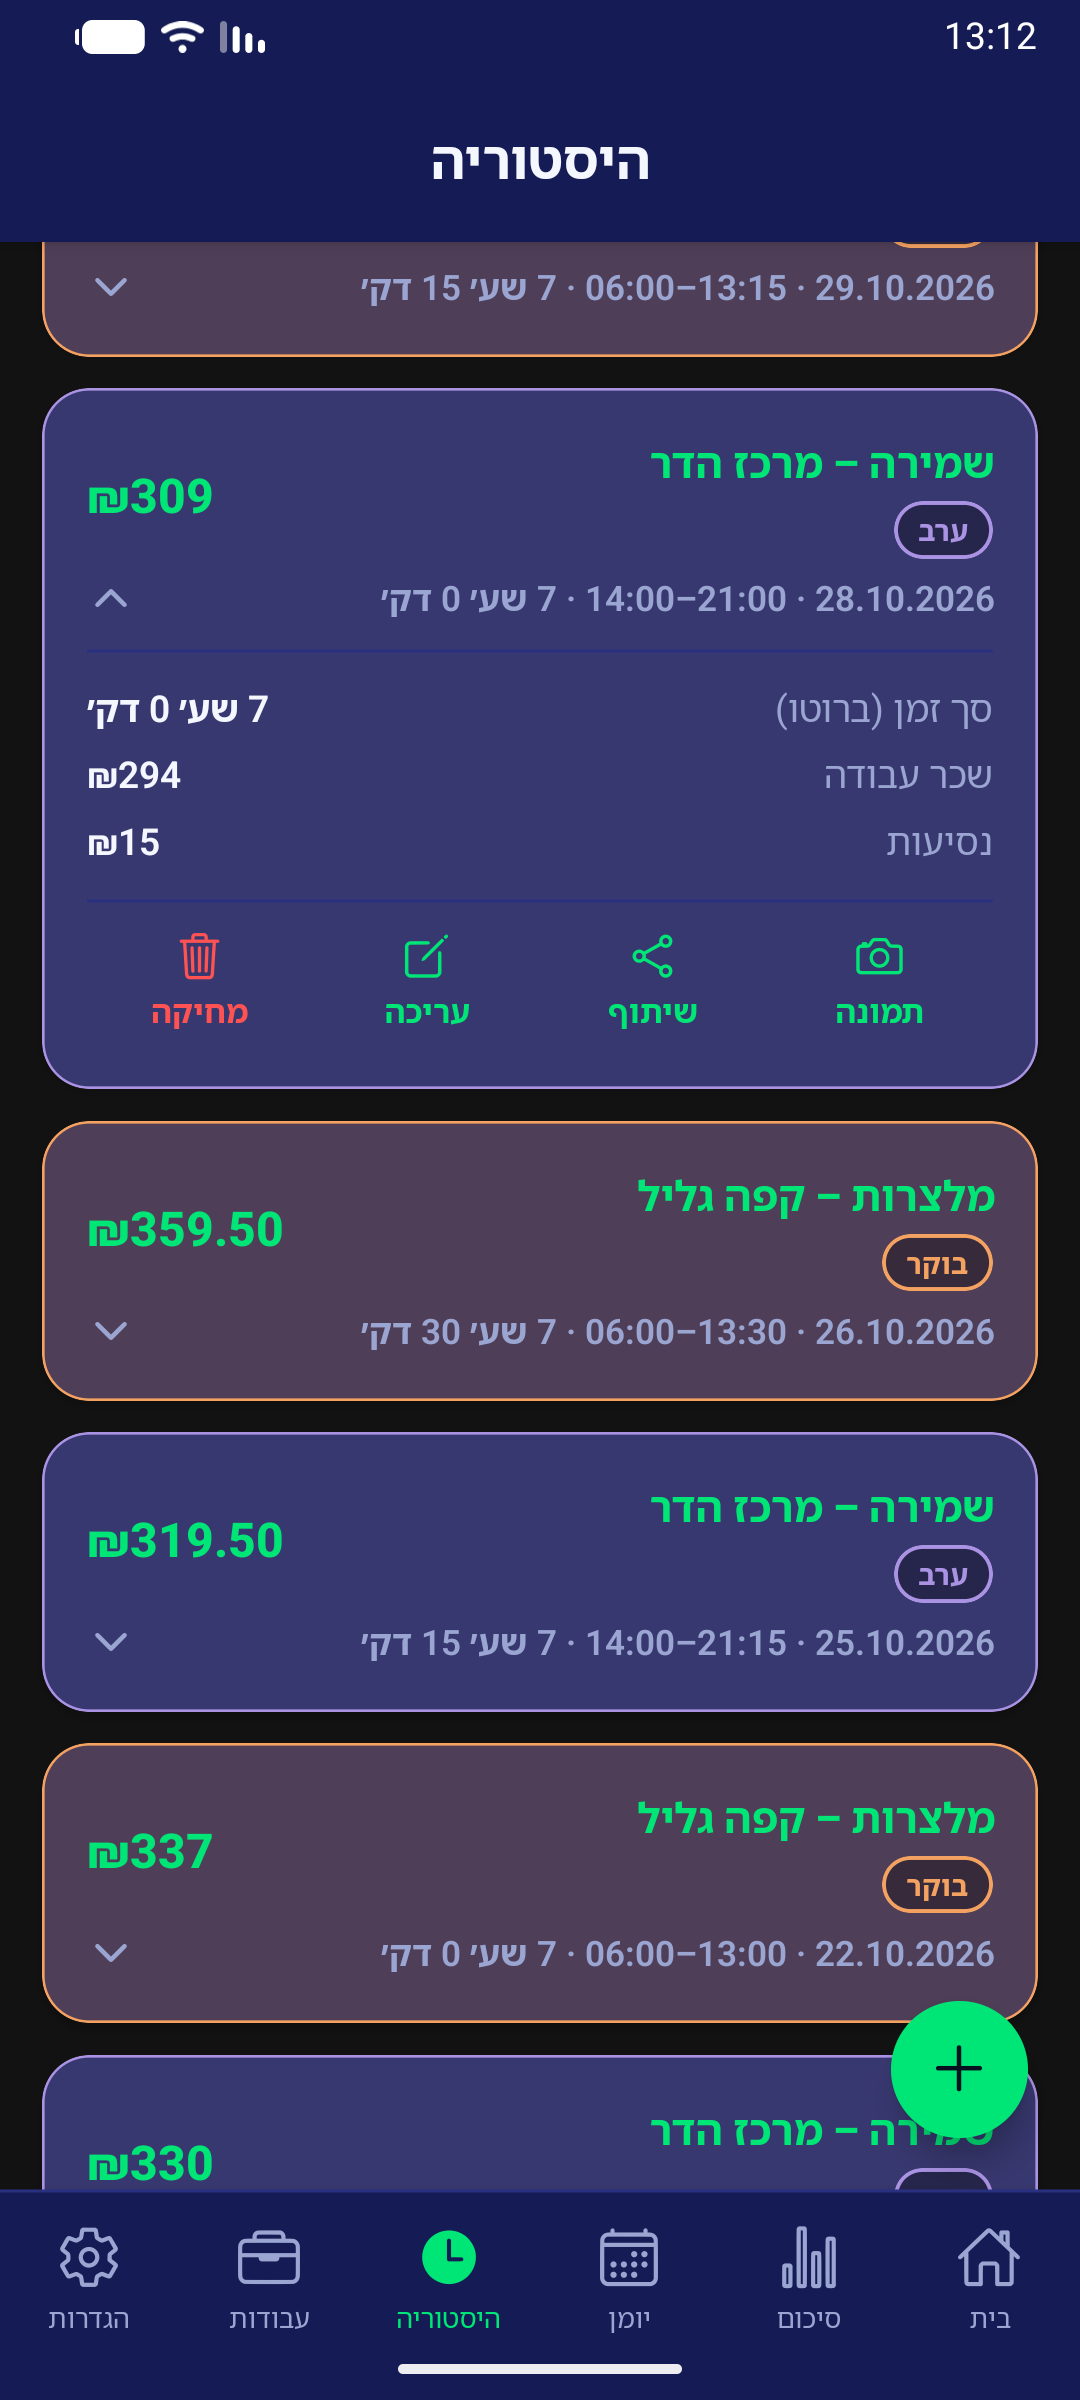 13:12
היסטוריה
29.10.2026 · 06:00–13:15 · 7 שע׳ 15 דק׳
שמירה – מרכז הדר
₪309
ערב
28.10.2026 · 14:00–21:00 · 7 שע׳ 0 דק׳
סך זמן (ברוטו) 7 שע׳ 0 דק׳
שכר עבודה ₪294
נסיעות ₪15
תמונה שיתוף עריכה מחיקה
מלצרות – קפה גליל
₪359.50
בוקר
26.10.2026 · 06:00–13:30 · 7 שע׳ 30 דק׳
שמירה – מרכז הדר
₪319.50
ערב
25.10.2026 · 14:00–21:15 · 7 שע׳ 15 דק׳
מלצרות – קפה גליל
₪337
בוקר
22.10.2026 · 06:00–13:00 · 7 שע׳ 0 דק׳
שמירה – מרכז הדר
₪330
בית סיכום יומן היסטוריה עבודות הגדרות